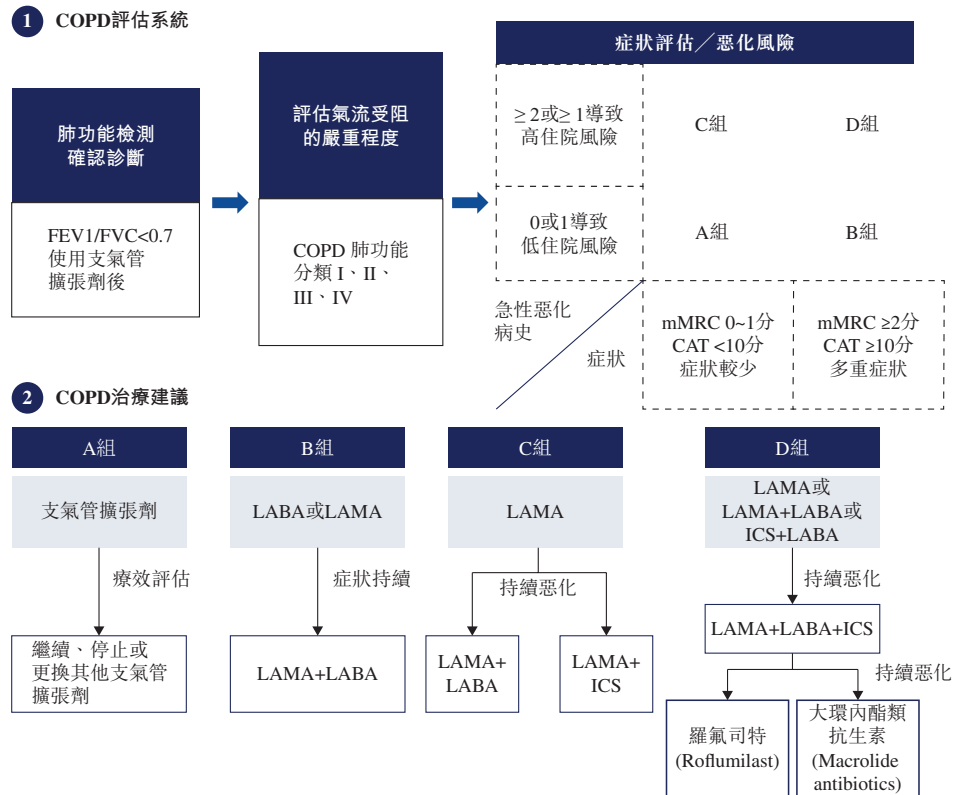 1 COPD評估系統
肺功能檢測
確認診斷
FEV1/FVC<0.7
使用支氣管
擴張劑後
評估氣流受阻
的嚴重程度
COPD 肺功能
分類 I、II、
III、IV
症狀評估／惡化風險
≥ 2或≥ 1導致
高住院風險
C組
D組
0或1導致
低住院風險
A組
B組
急性惡化
病史
症狀
mMRC 0~1分
CAT <10分
症狀較少
mMRC ≥2分
CAT ≥10分
多重症狀
2 COPD治療建議
A組
支氣管擴張劑
療效評估
繼續、停止或
更換其他支氣管
擴張劑
B組
LABA或LAMA
症狀持續
LAMA+LABA
C組
LAMA
持續惡化
LAMA+
LABA
LAMA+
ICS
D組
LAMA或
LAMA+LABA或
ICS+LABA
持續惡化
LAMA+LABA+ICS
持續惡化
羅氟司特
(Roflumilast)
大環內酯類
抗生素
(Macrolide
antibiotics)